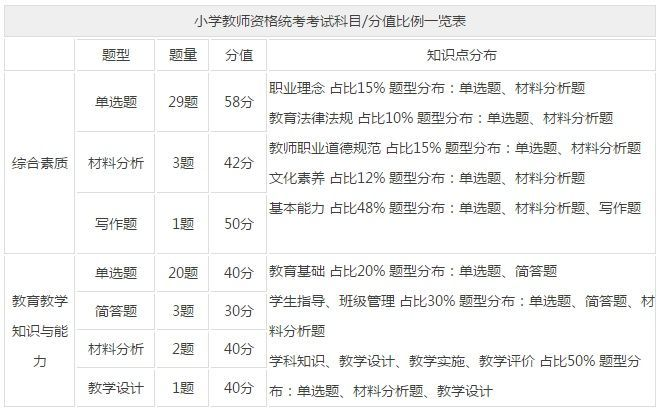 小学教师资格统考考试科目/分值比例一览表
题型 题量 分值 知识点分布
综合素质
单选题 29题 58分
材料分析 3题 42分
写作题 1题 50分
职业理念 占比15% 题型分布：单选题、材料分析题
教育法律法规 占比10% 题型分布：单选题、材料分析题
教师职业道德规范 占比15% 题型分布：单选题、材料分析题
文化素养 占比12% 题型分布：单选题、材料分析题
基本能力 占比48% 题型分布：单选题、材料分析题、写作题
教育教学
知识与能
力
单选题 20题 40分
简答题 3题 30分
材料分析 2题 40分
教学设计 1题 40分
教育基础 占比20% 题型分布：单选题、简答题
学生指导、班级管理 占比30% 题型分布：单选题、简答题、材
料分析题
学科知识、教学设计、教学实施、教学评价 占比50% 题型分
布：单选题、材料分析题、教学设计